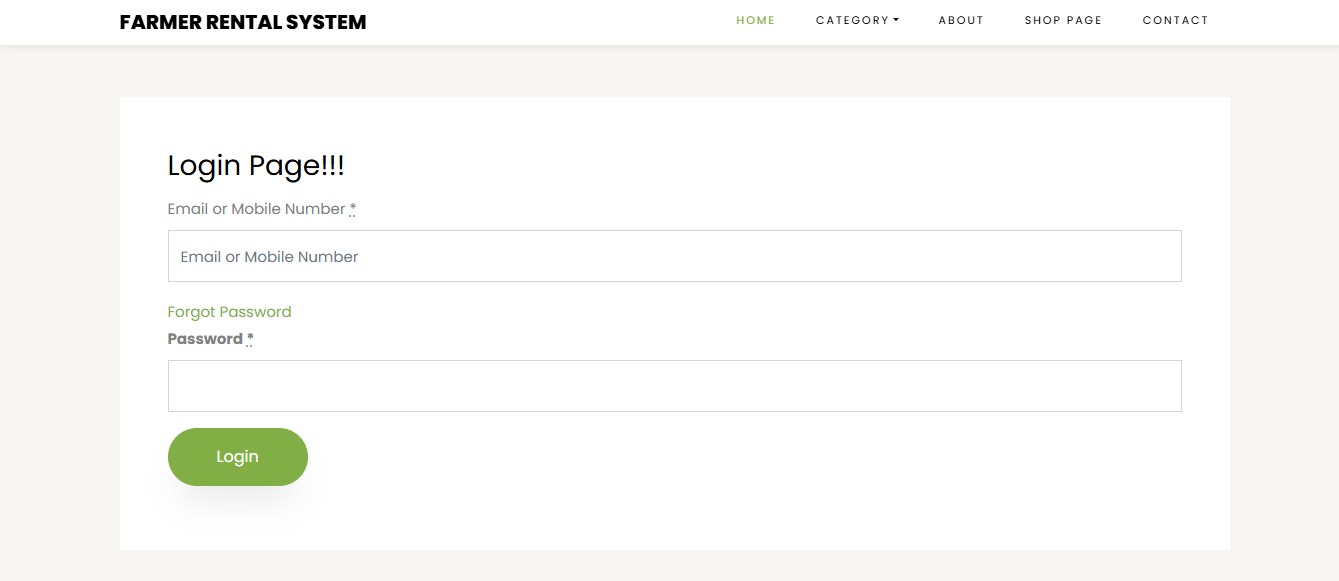 FARMER RENTAL SYSTEM
HOME CATEGORY ABOUT SHOP PAGE CONTACT
Login Page!!!
Email or Mobile Number *
Email or Mobile Number
Forgot Password
Password *
Login